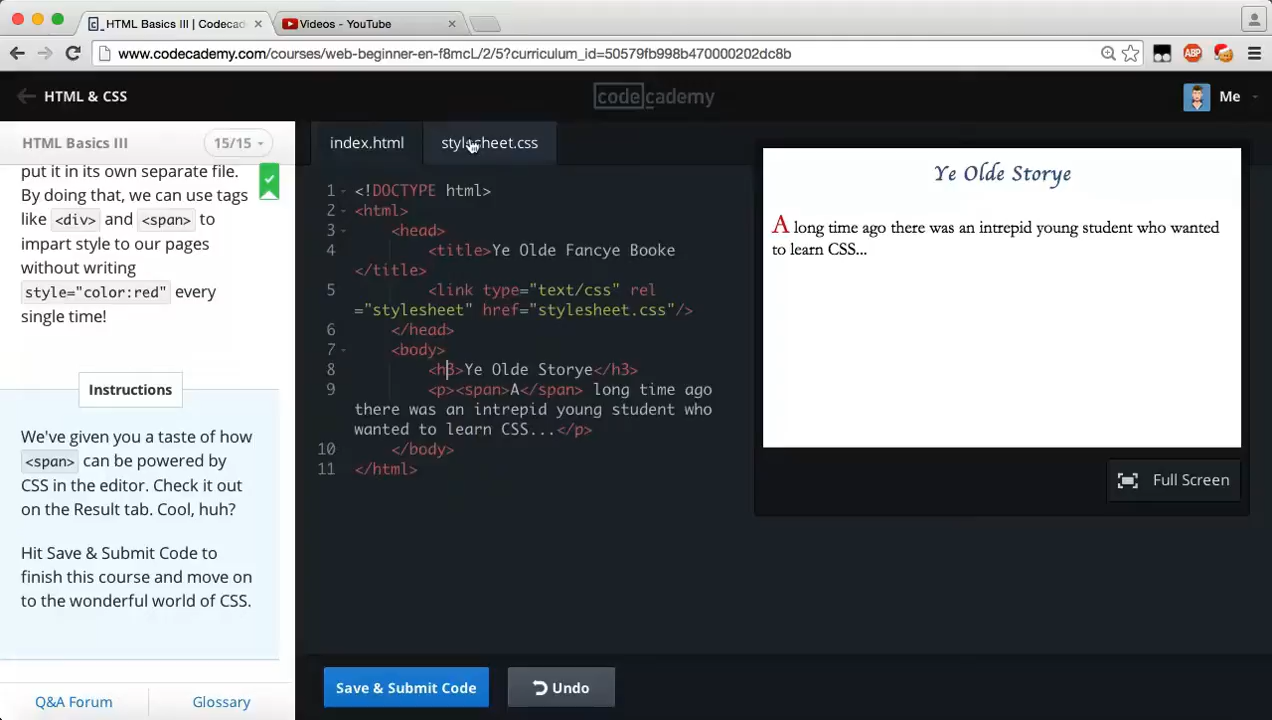 HTML Basics III | Codecad
Videos - YouTube
www.codecademy.com/courses/web-beginner-en-f8mcL/2/5?curriculum_id=50579fb998b470000202dc8b
ABP
HTML & CSS
codecademy
Me
HTML Basics III
15/15
index.html
stylesheet.css
put it in its own separate file.
By doing that, we can use tags
like <div> and <span> to
impart style to our pages
without writing
style="color:red" every
single time!
Instructions
We've given you a taste of how
<span> can be powered by
CSS in the editor. Check it out
on the Result tab. Cool, huh?
Hit Save & Submit Code to
finish this course and move on
to the wonderful world of CSS.
Q&A Forum
Glossary
1 <!DOCTYPE html>
2 <html>
3 <head>
4 <title>Ye Olde Fancye Booke
</title>
5 <link type="text/css" rel
="stylesheet" href="stylesheet.css"/>
6 </head>
7 <body>
8 <h3>Ye Olde Storye</h3>
9 <p><span>A</span> long time ago
there was an intrepid young student who
wanted to learn CSS...</p>
10 </body>
11 </html>
Ye Olde Storye
A long time ago there was an intrepid young student who wanted
to learn CSS...
Full Screen
Save & Submit Code
Undo